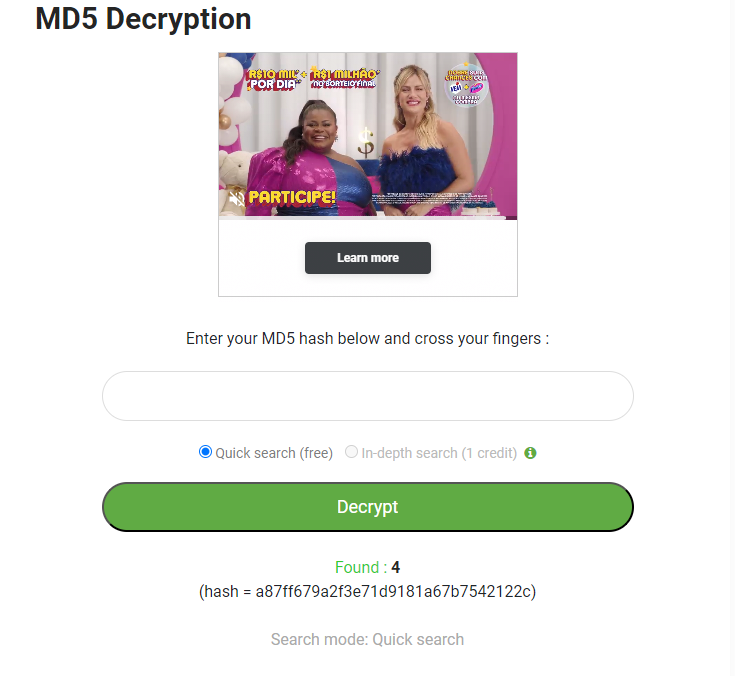 MD5 Decryption
R$10 MIL* + R$1 MILHÃO*
POR DIA** NO SORTEIO FINAL
PARTICIPE!
Learn more
Enter your MD5 hash below and cross your fingers :
Quick search (free) In-depth search (1 credit)
Decrypt
Found : 4
(hash = a87ff679a2f3e71d9181a67b7542122c)
Search mode: Quick search